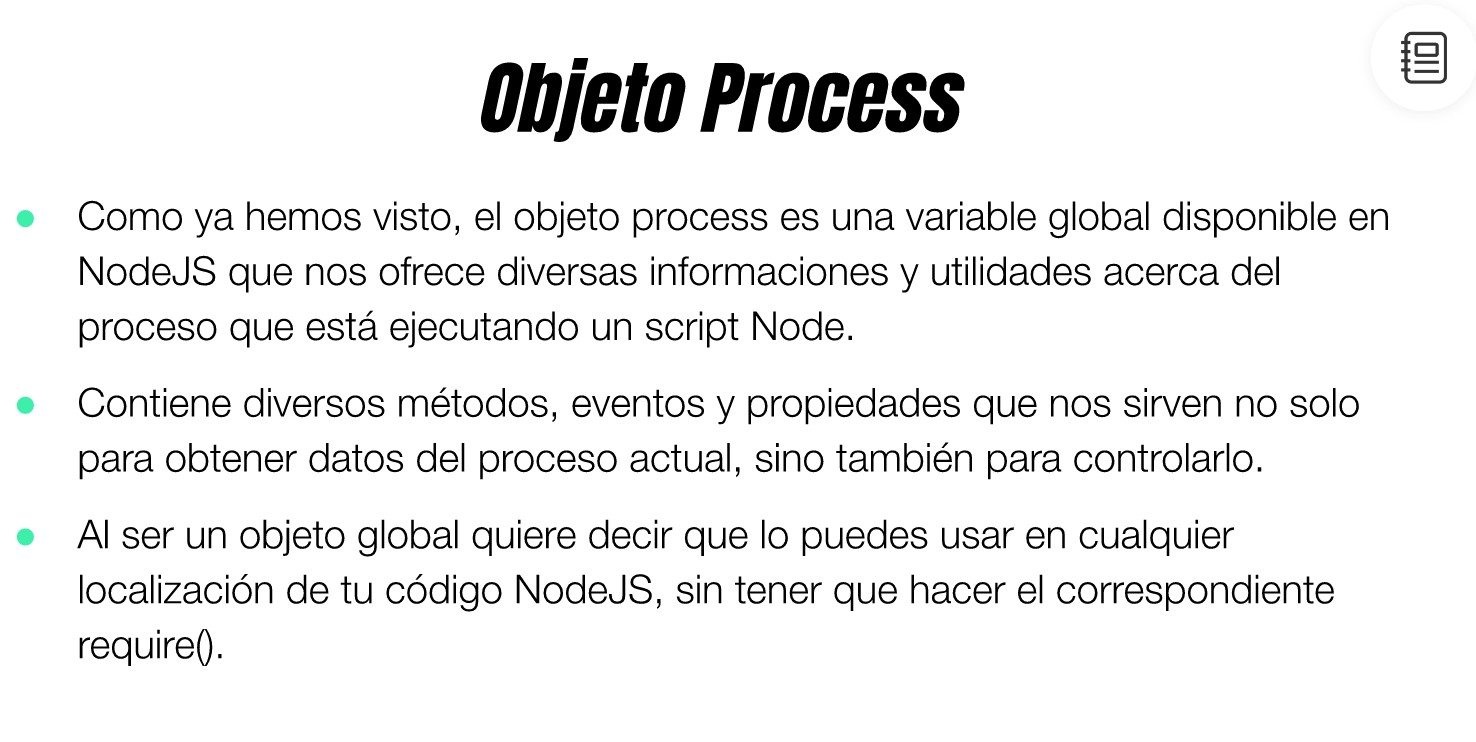 Objeto Process
Como ya hemos visto, el objeto process es una variable global disponible en
NodeJS que nos ofrece diversas informaciones y utilidades acerca del
proceso que está ejecutando un script Node.
Contiene diversos métodos, eventos y propiedades que nos sirven no solo
para obtener datos del proceso actual, sino también para controlarlo.
Al ser un objeto global quiere decir que lo puedes usar en cualquier
localización de tu código NodeJS, sin tener que hacer el correspondiente
require().